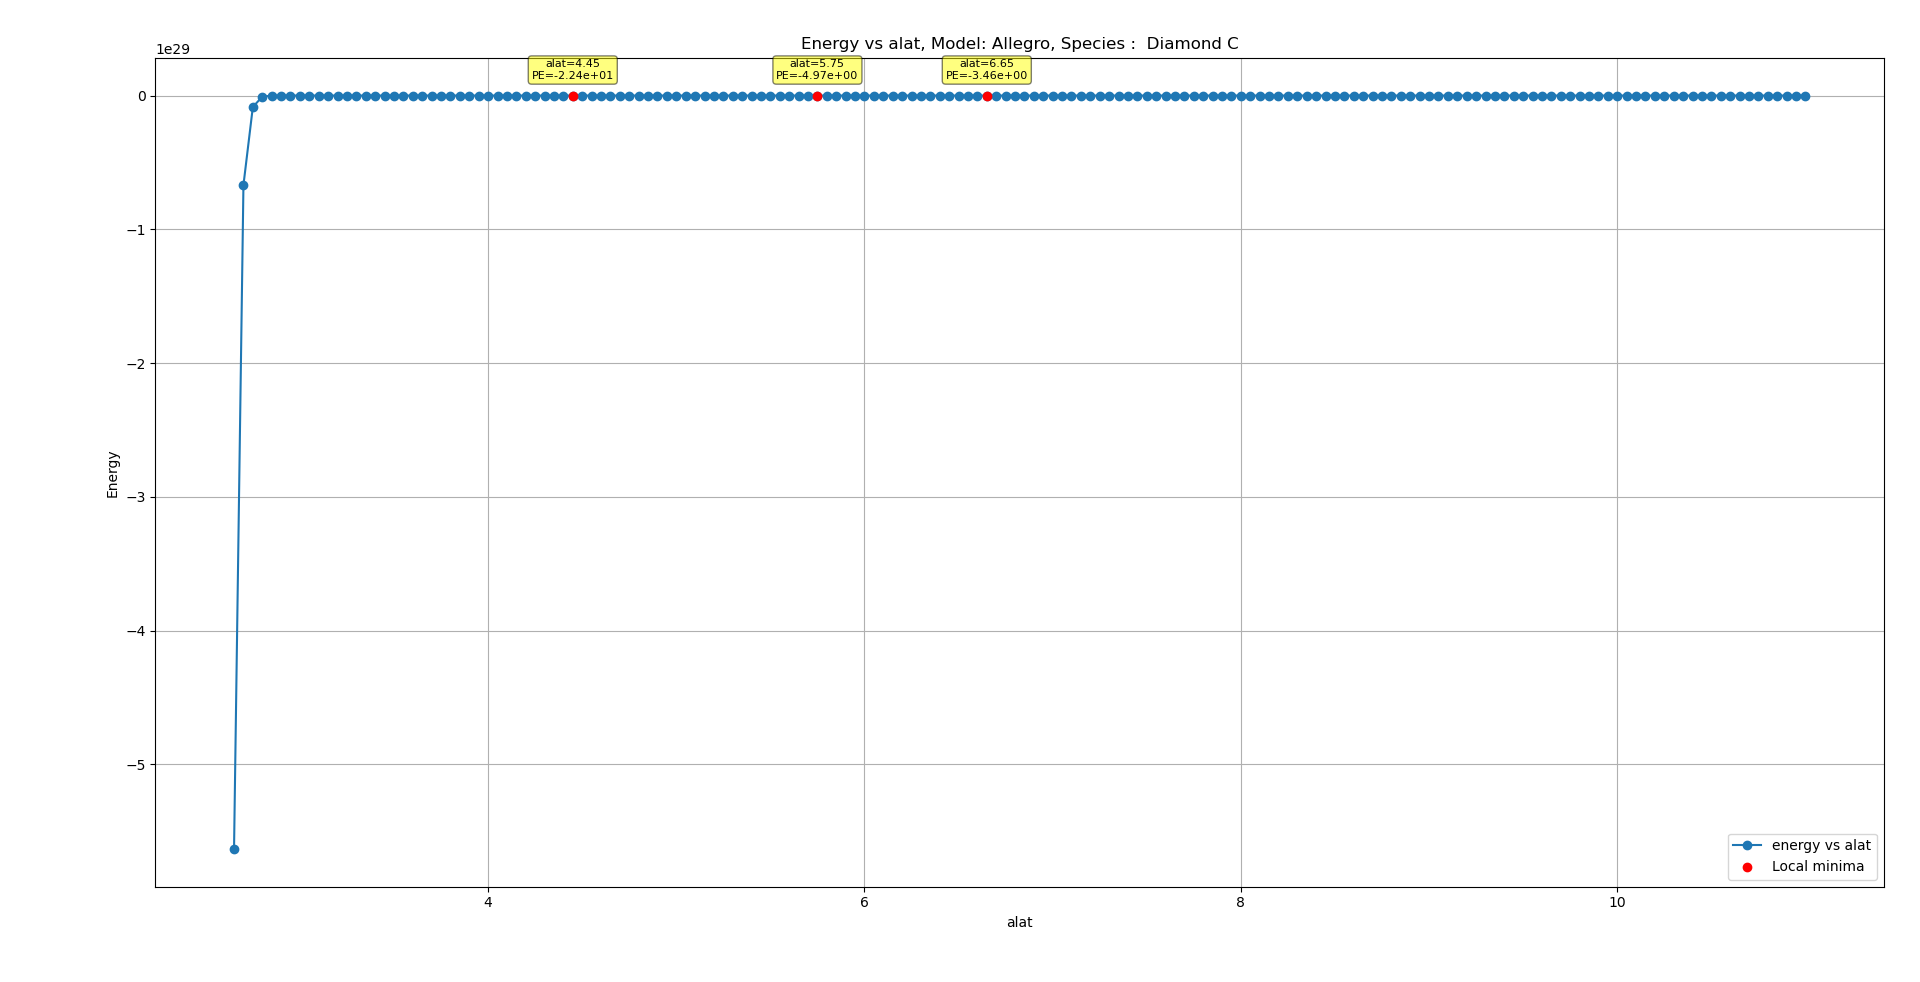 Energy vs alat, Model: Allegro, Species :  Diamond C
1e29
alat=4.45
PE=-2.24e+01
alat=5.75
PE=-4.97e+00
alat=6.65
PE=-3.46e+00
0
−1
−2
−3
−4
−5
Energy
4
6
8
10
alat
energy vs alat
Local minima